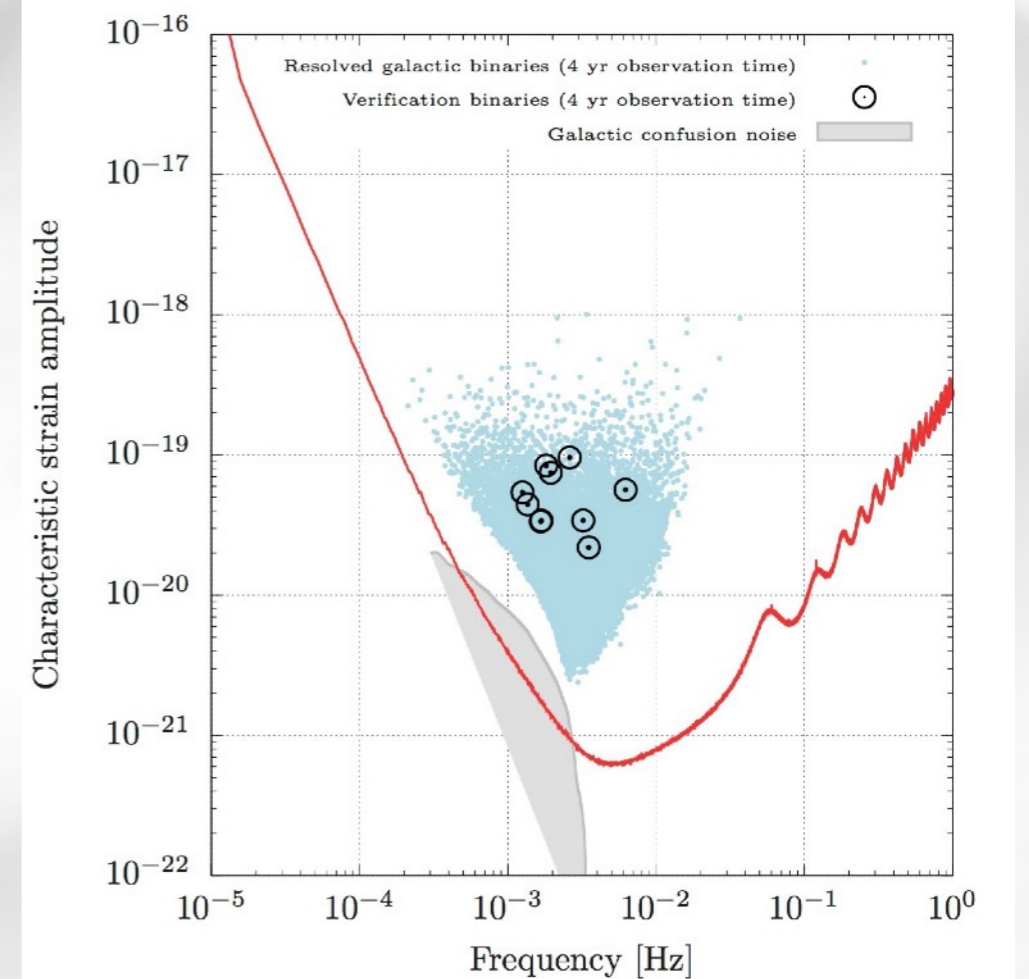 10⁻¹⁶
Resolved galactic binaries (4 yr observation time)
Verification binaries (4 yr observation time)
Galactic confusion noise
10⁻¹⁷
10⁻¹⁸
10⁻¹⁹
10⁻²⁰
10⁻²¹
10⁻²²
Characteristic strain amplitude
10⁻⁵ 10⁻⁴ 10⁻³ 10⁻² 10⁻¹ 10⁰
Frequency [Hz]